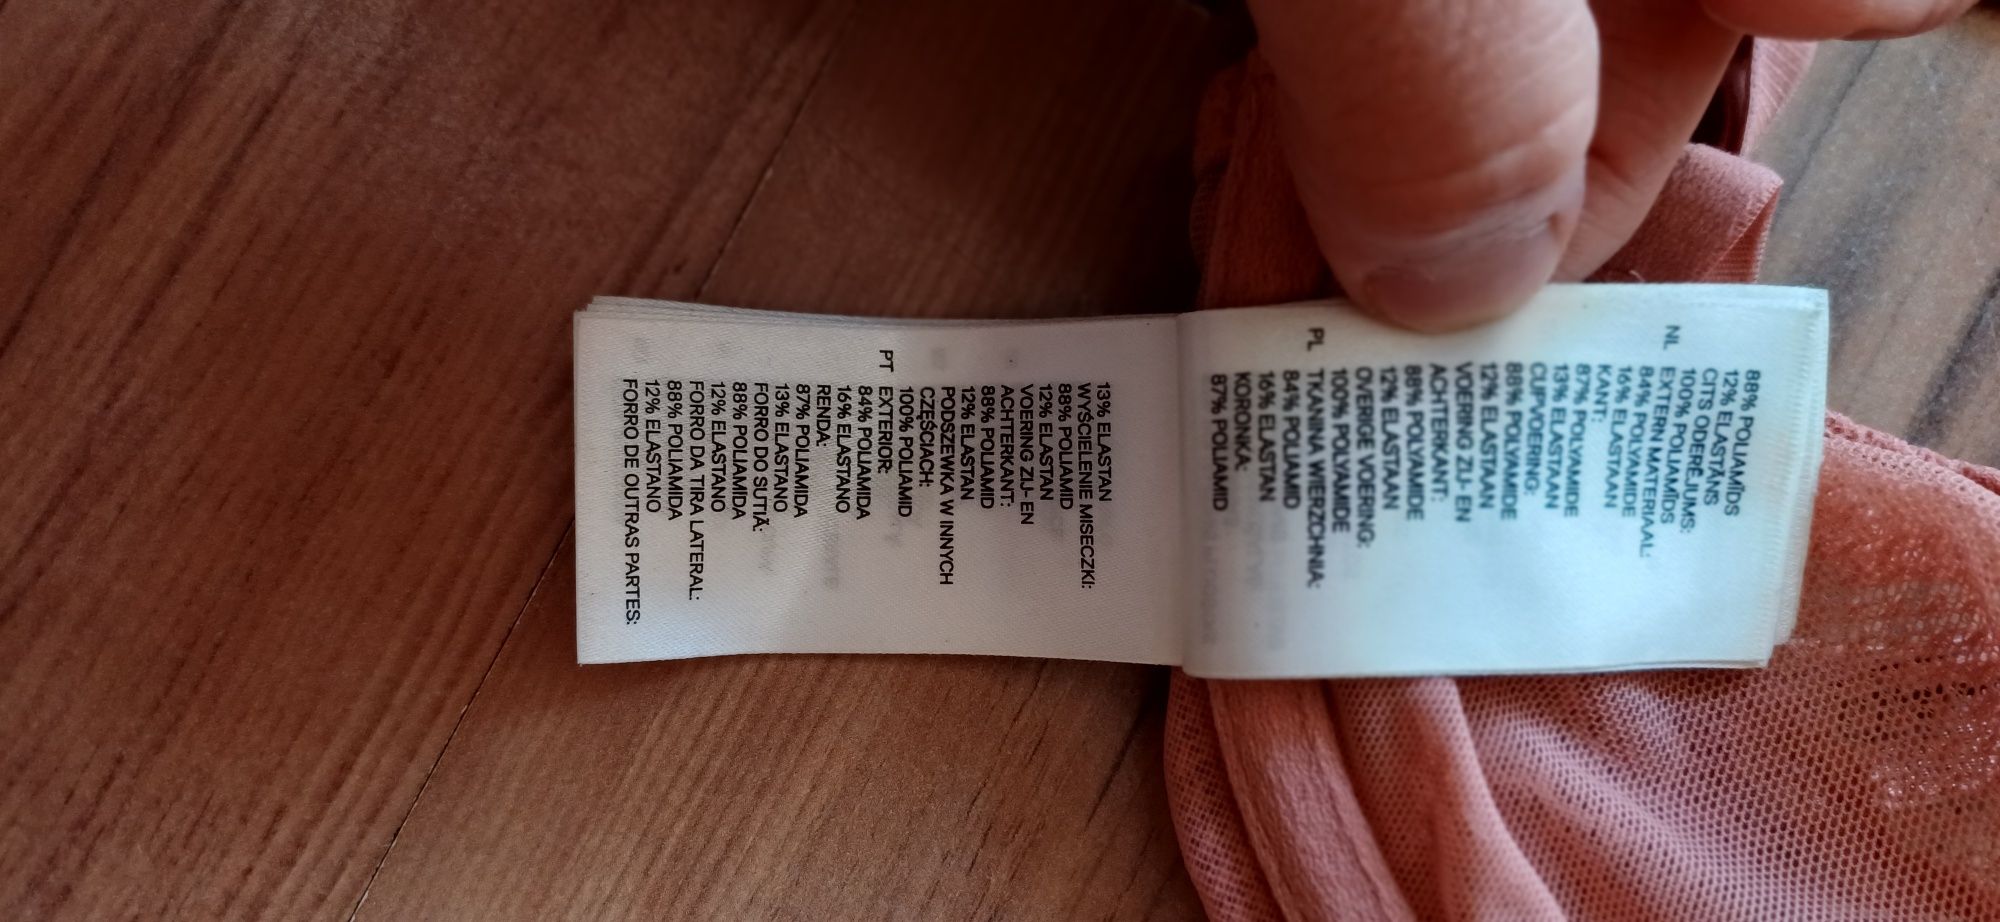 88% POLIAMĪDS
12% ELASTĀNS
CITS ODERĒJUMS:
100% POLIAMĪDS
NL EXTERN MATERIAAL:
84% POLYAMIDE
16% ELASTAAN
KANT:
87% POLYAMIDE
13% ELASTAAN
CUPVOERING:
88% POLYAMIDE
12% ELASTAAN
VOERING ZIJ- EN
ACHTERKANT:
88% POLYAMIDE
12% ELASTAAN
OVERIGE VOERING:
100% POLYAMIDE
PL TKANINA WIERZCHNIA:
84% POLIAMID
16% ELASTAN
KORONKA:
87% POLIAMID
13% ELASTAN
WYŚCIELENIE MISECZKI:
88% POLIAMID
12% ELASTAN
VOERING ZIJ- EN
ACHTERKANT:
88% POLIAMID
12% ELASTAN
PODSZEWKA W INNYCH
CZĘŚCIACH:
100% POLIAMID
PT EXTERIOR:
84% POLIAMIDA
16% ELASTANO
RENDA:
87% POLIAMIDA
13% ELASTANO
FORRO DO SUTIÃ:
88% POLIAMIDA
12% ELASTANO
FORRO DA TIRA LATERAL:
88% POLIAMIDA
12% ELASTANO
FORRO DE OUTRAS PARTES: